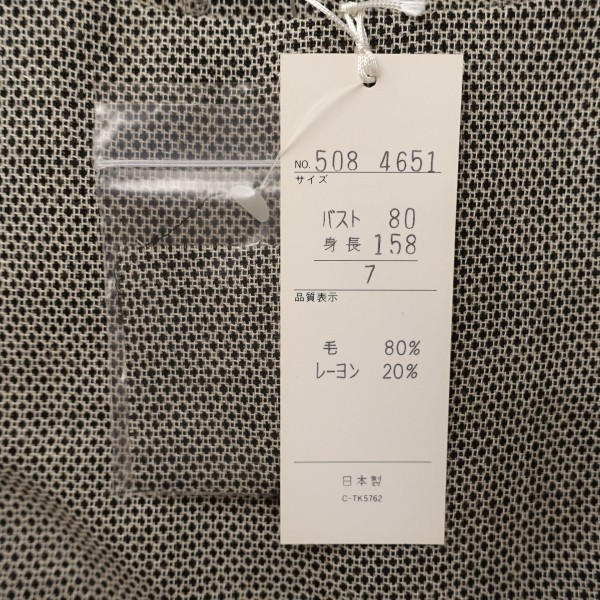 NO. 508 4651
サイズ
バスト 80
身長 158
7
品質表示
毛 80%
レーヨン 20%
日本製
C-TK5762